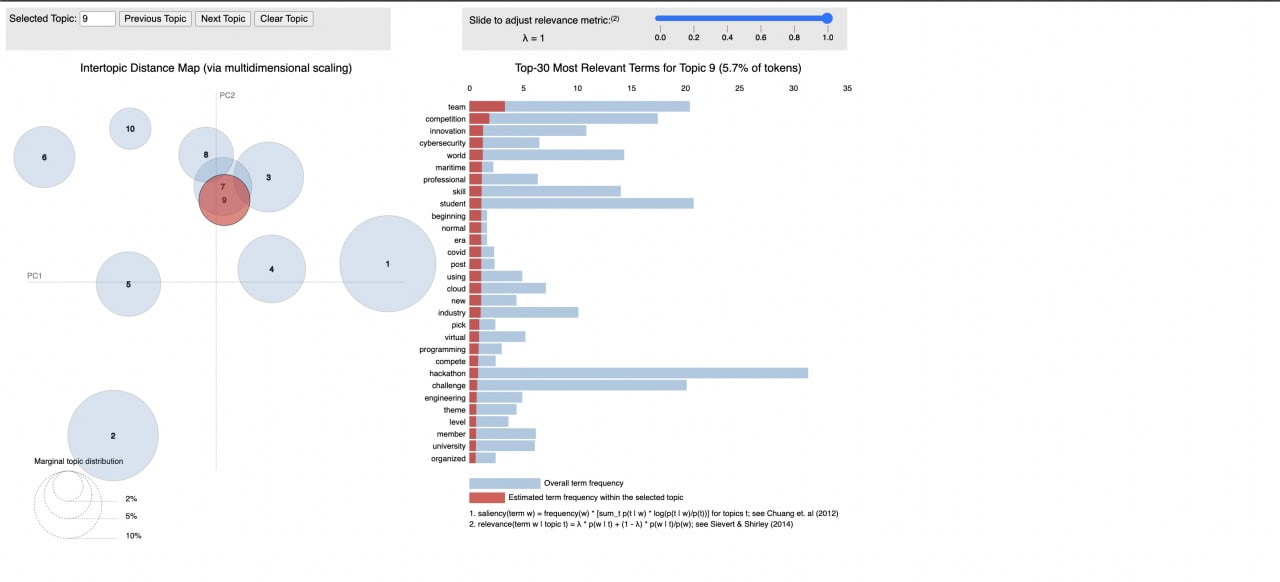 Selected Topic: 9 Previous Topic Next Topic Clear Topic
Slide to adjust relevance metric:(2)
λ = 1
0.0 0.2 0.4 0.6 0.8 1.0
Intertopic Distance Map (via multidimensional scaling)
PC2
10
6
8
3
7
9
4
1
PC1
5
2
Marginal topic distribution
2%
5%
10%
Top-30 Most Relevant Terms for Topic 9 (5.7% of tokens)
0 5 10 15 20 25 30 35
team
competition
innovation
cybersecurity
world
maritime
professional
skill
student
beginning
normal
era
covid
post
using
cloud
new
industry
pick
virtual
programming
compete
hackathon
challenge
engineering
theme
level
member
university
organized
Overall term frequency
Estimated term frequency within the selected topic
1. saliency(term w) = frequency(w) * [sum_t p(t | w) * log(p(t | w)/p(t))] for topics t; see Chuang et. al (2012)
2. relevance(term w | topic t) = λ * p(w | t) + (1 - λ) * p(w | t)/p(w); see Sievert & Shirley (2014)